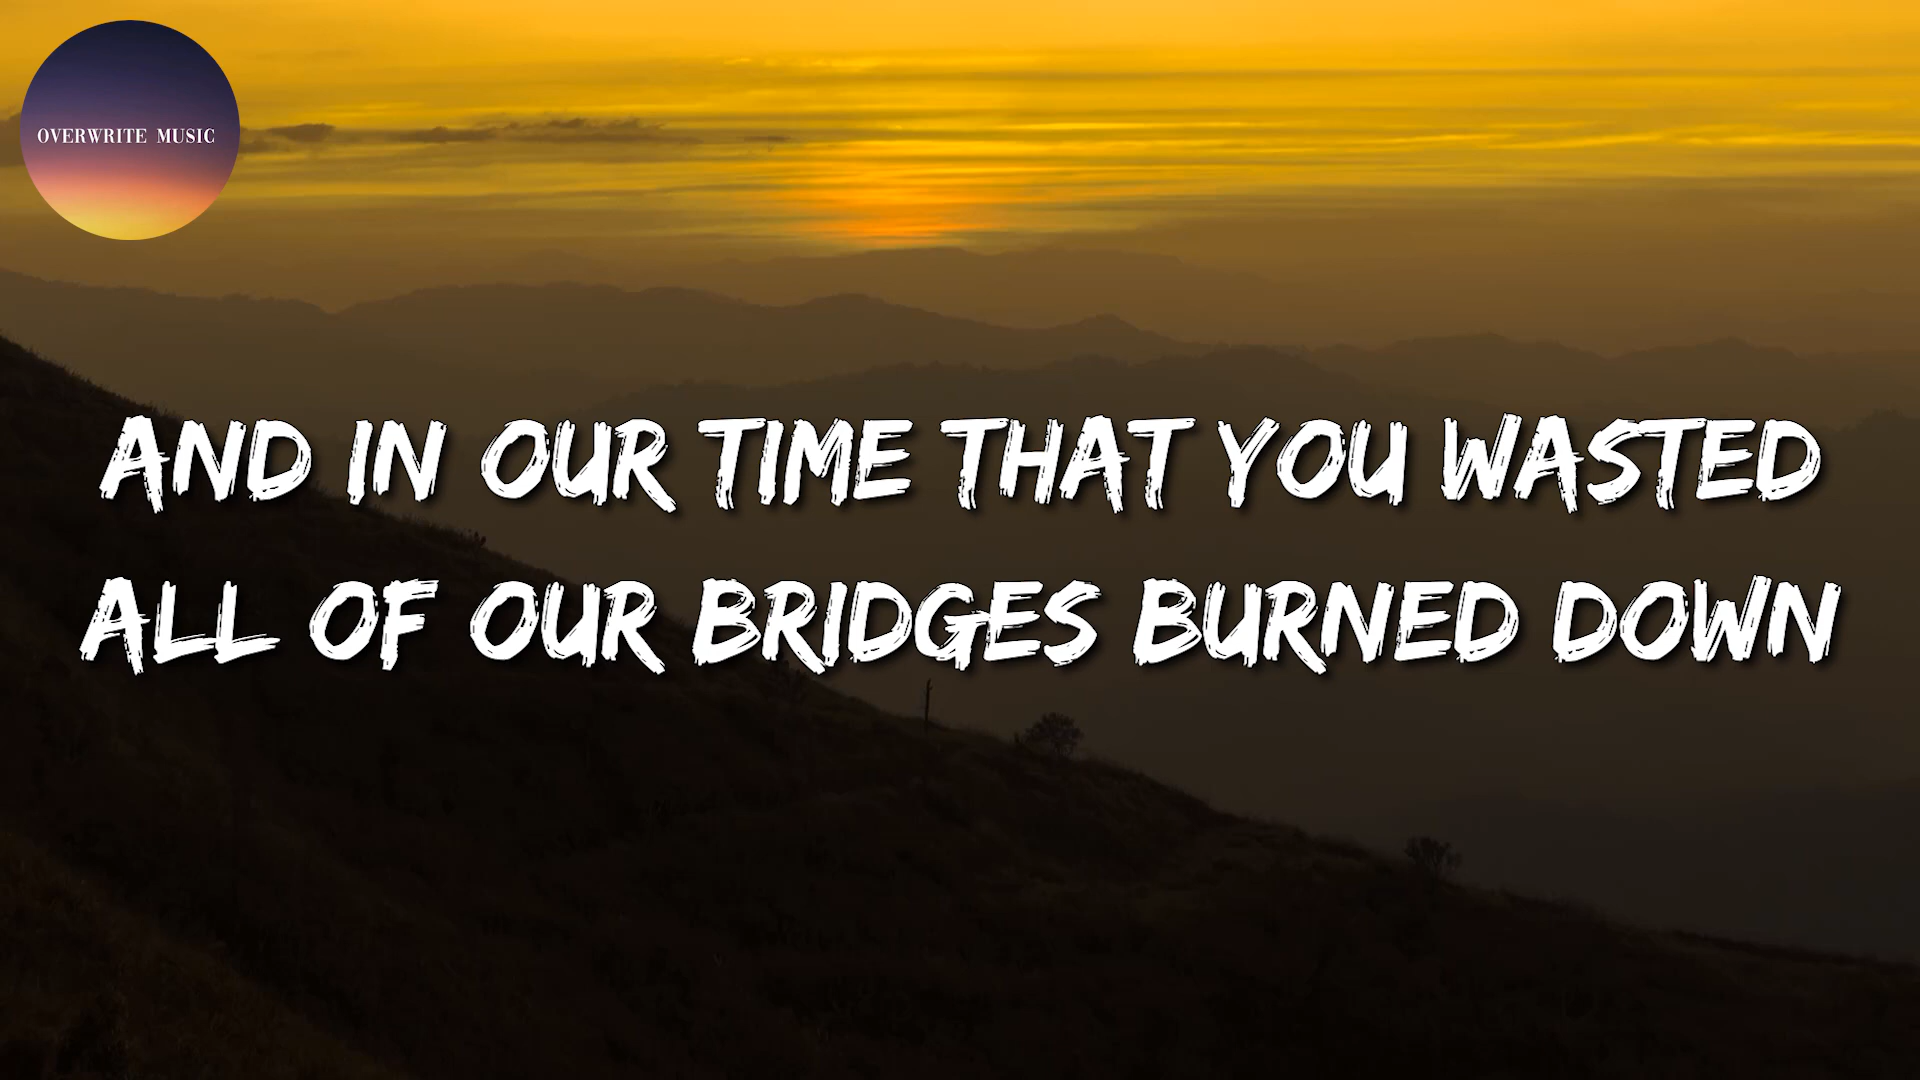 OVERWRITE MUSIC
AND IN OUR TIME THAT YOU WASTED
ALL OF OUR BRIDGES BURNED DOWN